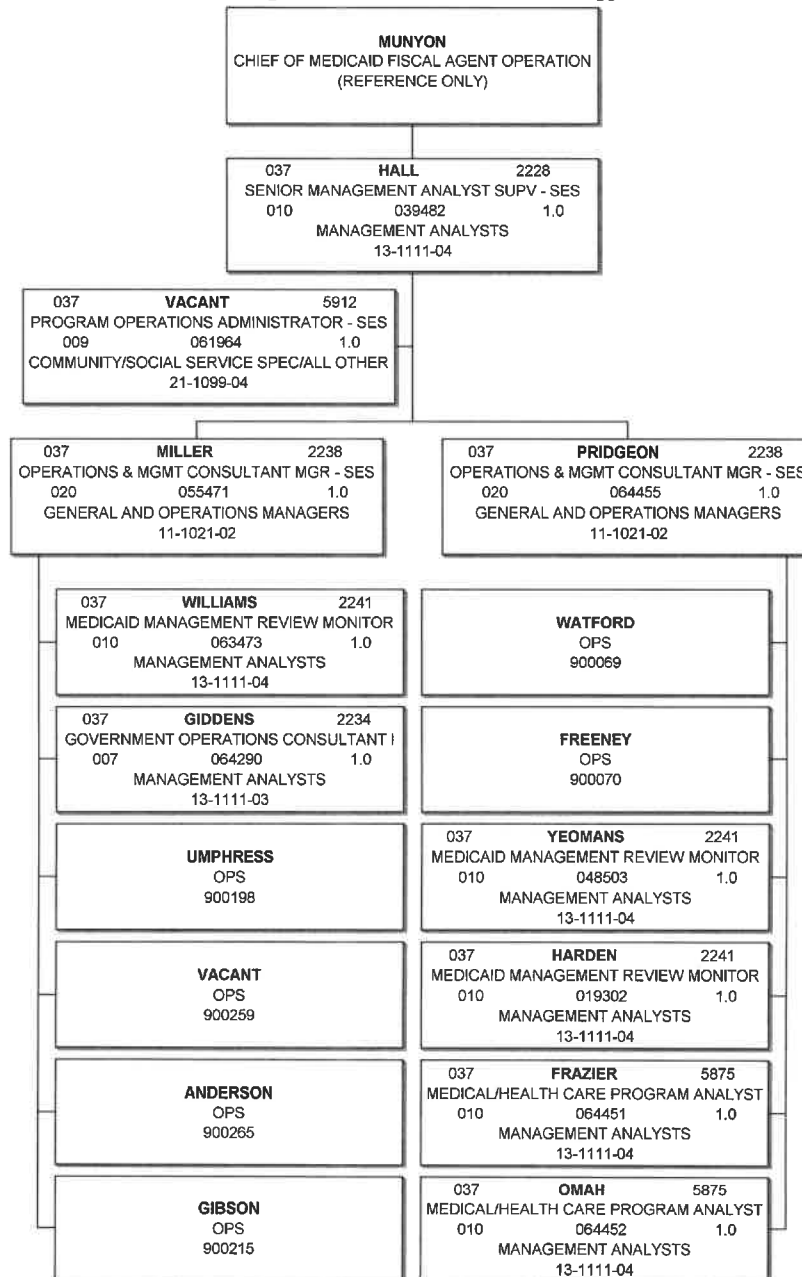 MUNYON
CHIEF OF MEDICAID FISCAL AGENT OPERATION
(REFERENCE ONLY)
037 HALL 2228
SENIOR MANAGEMENT ANALYST SUPV - SES
010 039482 1.0
MANAGEMENT ANALYSTS
13-1111-04
037 VACANT 5912
PROGRAM OPERATIONS ADMINISTRATOR - SES
009 061964 1.0
COMMUNITY/SOCIAL SERVICE SPEC/ALL OTHER
21-1099-04
037 MILLER 2238
OPERATIONS & MGMT CONSULTANT MGR - SES
020 055471 1.0
GENERAL AND OPERATIONS MANAGERS
11-1021-02
037 WILLIAMS 2241
MEDICAID MANAGEMENT REVIEW MONITOR
010 063473 1.0
MANAGEMENT ANALYSTS
13-1111-04
037 GIDDENS 2234
GOVERNMENT OPERATIONS CONSULTANT I
007 064290 1.0
MANAGEMENT ANALYSTS
13-1111-03
UMPHRESS
OPS
900198
VACANT
OPS
900259
ANDERSON
OPS
900265
GIBSON
OPS
900215
037 PRIDGEON 2238
OPERATIONS & MGMT CONSULTANT MGR - SES
020 064455 1.0
GENERAL AND OPERATIONS MANAGERS
11-1021-02
WATFORD
OPS
900069
FREENEY
OPS
900070
037 YEOMANS 2241
MEDICAID MANAGEMENT REVIEW MONITOR
010 048503 1.0
MANAGEMENT ANALYSTS
13-1111-04
037 HARDEN 2241
MEDICAID MANAGEMENT REVIEW MONITOR
010 019302 1.0
MANAGEMENT ANALYSTS
13-1111-04
037 FRAZIER 5875
MEDICAL/HEALTH CARE PROGRAM ANALYST
010 064451 1.0
MANAGEMENT ANALYSTS
13-1111-04
037 OMAH 5875
MEDICAL/HEALTH CARE PROGRAM ANALYST
010 064452 1.0
MANAGEMENT ANALYSTS
13-1111-04